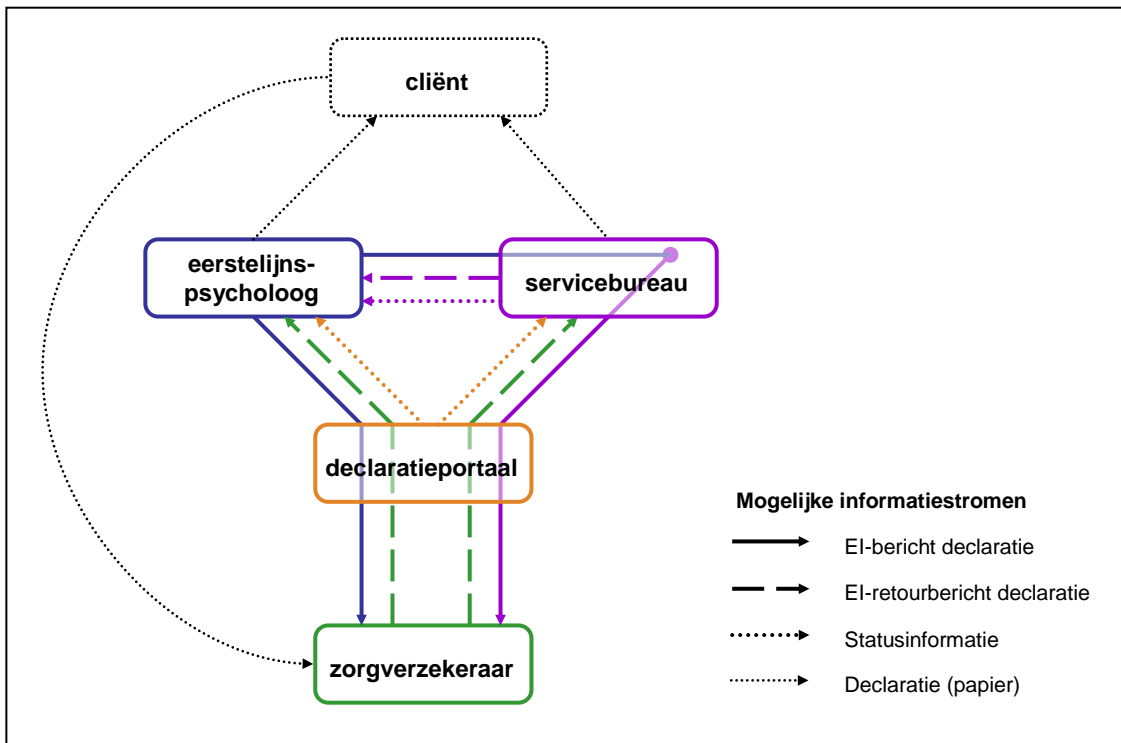 cliënt
eerstelijns-
psycholoog
servicebureau
declaratieportaal
zorgverzekeraar
Mogelijke informatiestromen
EI-bericht declaratie
EI-retourbericht declaratie
Statusinformatie
Declaratie (papier)